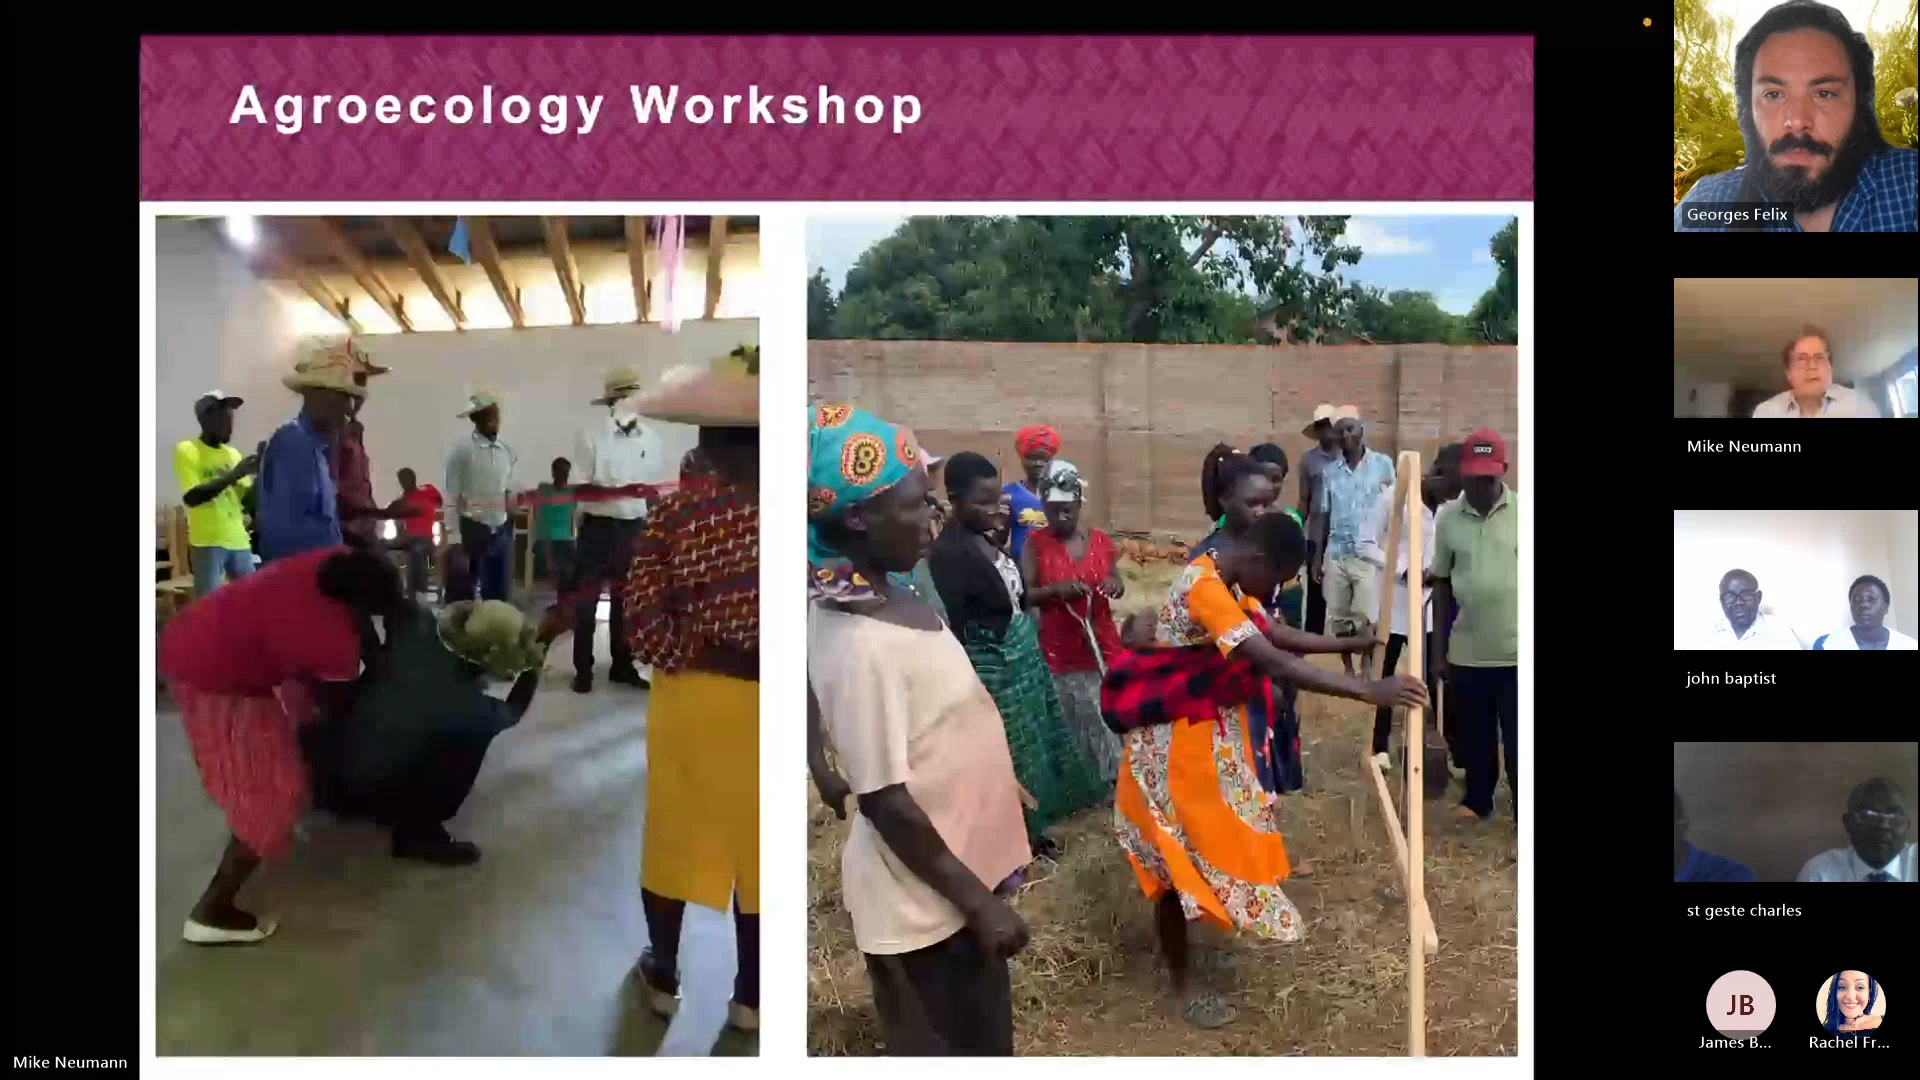 Agroecology Workshop
Georges Felix
Mike Neumann
john baptist
st geste charles
JB
James B...
Rachel Fr...
Mike Neumann